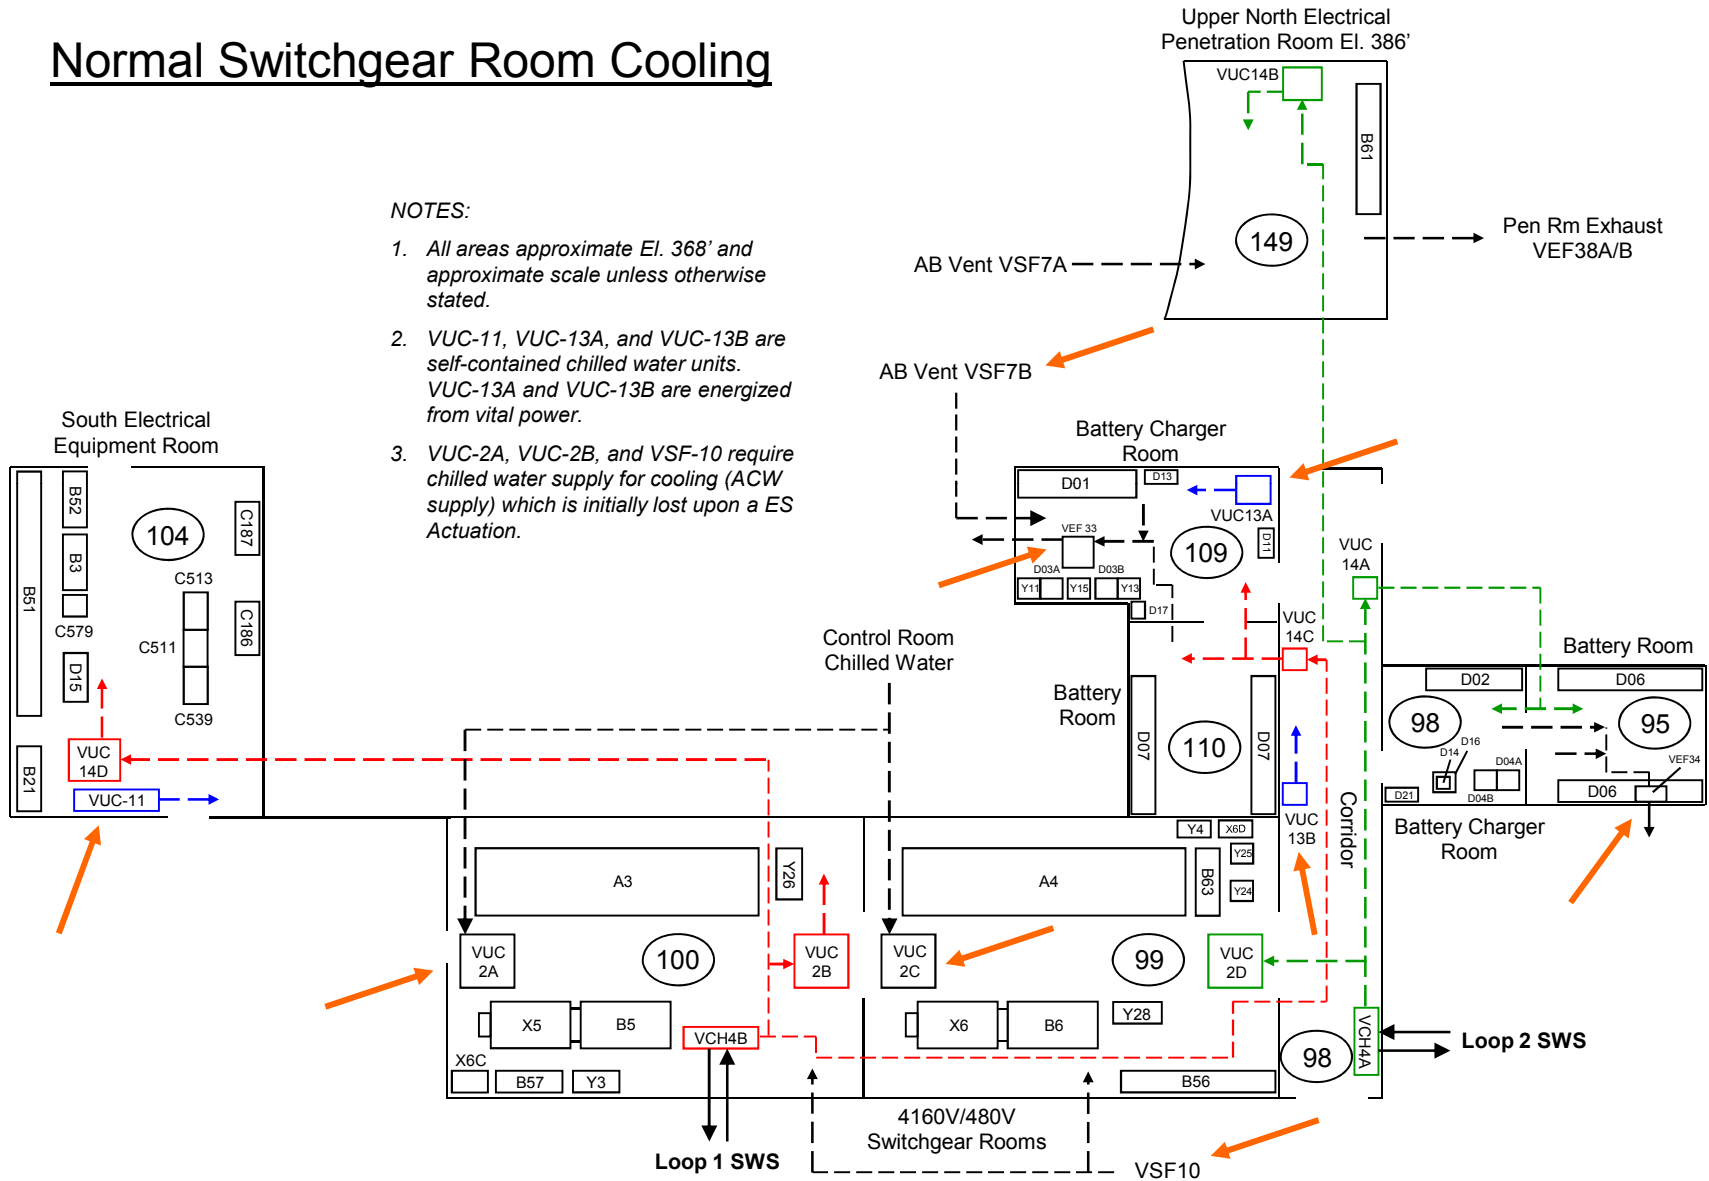 Normal Switchgear Room Cooling
Upper North Electrical
Penetration Room El. 386’
VUC14B
B61
149
AB Vent VSF7A
Pen Rm Exhaust
VEF38A/B
NOTES:
1. All areas approximate El. 368’ and
approximate scale unless otherwise
stated.
2. VUC-11, VUC-13A, and VUC-13B are
self-contained chilled water units.
VUC-13A and VUC-13B are energized
from vital power.
3. VUC-2A, VUC-2B, and VSF-10 require
chilled water supply for cooling (ACW
supply) which is initially lost upon a ES
Actuation.
AB Vent VSF7B
South Electrical
Equipment Room
B51
B52
B3
C579
D15
B21
104
C513
C511
C539
C187
C186
VUC
14D
VUC-11
Battery Charger
Room
D01
D13
VUC13A
VEF 33
109
D11
D03A
D03B
Y11
Y15
Y13
D17
VUC
14A
VUC
14C
Control Room
Chilled Water
Battery
Room
D07
110
D07
VUC
13B
Corridor
Battery Room
D02
D06
98
95
D14
D16
D04A
D04B
D21
VEF34
D06
Battery Charger
Room
A3
Y26
A4
B63
Y4
X6D
Y25
Y24
VUC
2A
100
VUC
2B
VUC
2C
99
VUC
2D
X5
B5
VCH4B
X6
B6
Y28
X6C
B57
Y3
B56
98
VCH4A
Loop 2 SWS
4160V/480V
Switchgear Rooms
Loop 1 SWS
VSF10